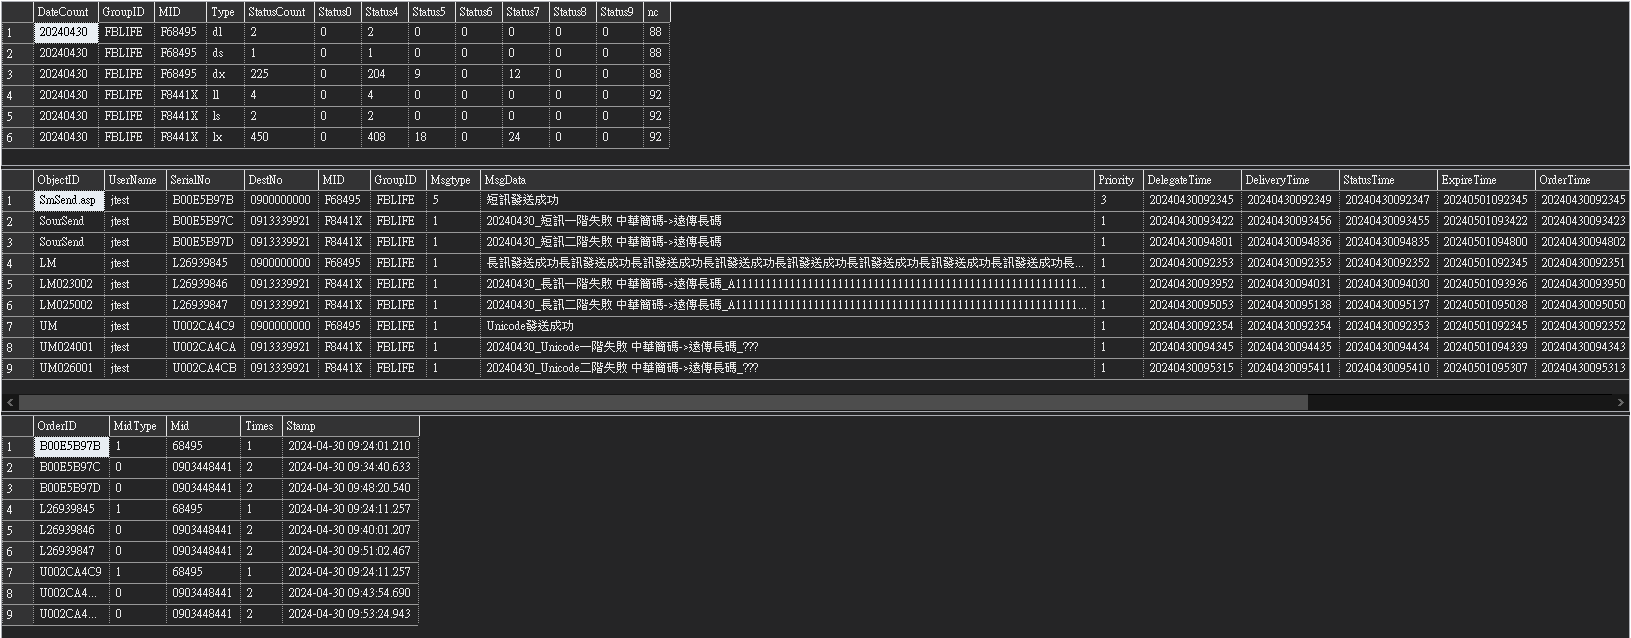 DateCount GroupID MID Type StatusCount Status0 Status4 Status5 Status6 Status7 Status8 Status9 nc
1 20240430 FBLIFE F68495 dl 2 0 2 0 0 0 0 0 88
2 20240430 FBLIFE F68495 ds 1 0 1 0 0 0 0 0 88
3 20240430 FBLIFE F68495 dx 225 0 204 9 0 12 0 0 88
4 20240430 FBLIFE F8441X ll 4 0 4 0 0 0 0 0 92
5 20240430 FBLIFE F8441X ls 2 0 2 0 0 0 0 0 92
6 20240430 FBLIFE F8441X lx 450 0 408 18 0 24 0 0 92
ObjectID UserName SerialNo DestNo MID GroupID Msgtype MsgData Priority DelegateTime DeliveryTime StatusTime ExpireTime OrderTime
1 SmSend.asp jtest B00E5B97B 0900000000 F68495 FBLIFE 5 短訊發送成功 3 20240430092345 20240430092349 20240430092347 20240501092345 20240430092345
2 SourSend jtest B00E5B97C 0913339921 F8441X FBLIFE 1 20240430_短訊一階失敗 中華簡碼->遠傳長碼 1 20240430093422 20240430093456 20240430093455 20240501093422 20240430093423
3 SourSend jtest B00E5B97D 0913339921 F8441X FBLIFE 1 20240430_短訊二階失敗 中華簡碼->遠傳長碼 1 20240430094801 20240430094836 20240430094835 20240501094800 20240430094802
4 LM jtest L26939845 0900000000 F68495 FBLIFE 1 長訊發送成功長訊發送成功長訊發送成功長訊發送成功長訊發送成功長訊發送成功長訊發送成功長訊發送成功長... 1 20240430092353 20240430092353 20240430092352 20240501092345 20240430092351
5 LM023002 jtest L26939846 0913339921 F8441X FBLIFE 1 20240430_長訊一階失敗 中華簡碼->遠傳長碼_A111111111111111111111111111111111111111111111111... 1 20240430093952 20240430094031 20240430094030 20240501093936 20240430093950
6 LM025002 jtest L26939847 0913339921 F8441X FBLIFE 1 20240430_長訊二階失敗 中華簡碼->遠傳長碼_A111111111111111111111111111111111111111111111111... 1 20240430095053 20240430095138 20240430095137 20240501095038 20240430095050
7 UM jtest U002CA4C9 0900000000 F68495 FBLIFE 1 Unicode發送成功 1 20240430092354 20240430092354 20240430092353 20240501092345 20240430092352
8 UM024001 jtest U002CA4CA 0913339921 F8441X FBLIFE 1 20240430_Unicode一階失敗 中華簡碼->遠傳長碼_??? 1 20240430094345 20240430094435 20240430094434 20240501094339 20240430094343
9 UM026001 jtest U002CA4CB 0913339921 F8441X FBLIFE 1 20240430_Unicode二階失敗 中華簡碼->遠傳長碼_??? 1 20240430095315 20240430095411 20240430095410 20240501095307 20240430095313
OrderID MidType Mid Times Stamp
1 B00E5B97B 1 68495 1 2024-04-30 09:24:01.210
2 B00E5B97C 0 0903448441 2 2024-04-30 09:34:40.633
3 B00E5B97D 0 0903448441 2 2024-04-30 09:48:20.540
4 L26939845 1 68495 1 2024-04-30 09:24:11.257
5 L26939846 0 0903448441 2 2024-04-30 09:40:01.207
6 L26939847 0 0903448441 2 2024-04-30 09:51:02.467
7 U002CA4C9 1 68495 1 2024-04-30 09:24:11.257
8 U002CA4... 0 0903448441 2 2024-04-30 09:43:54.690
9 U002CA4... 0 0903448441 2 2024-04-30 09:53:24.943